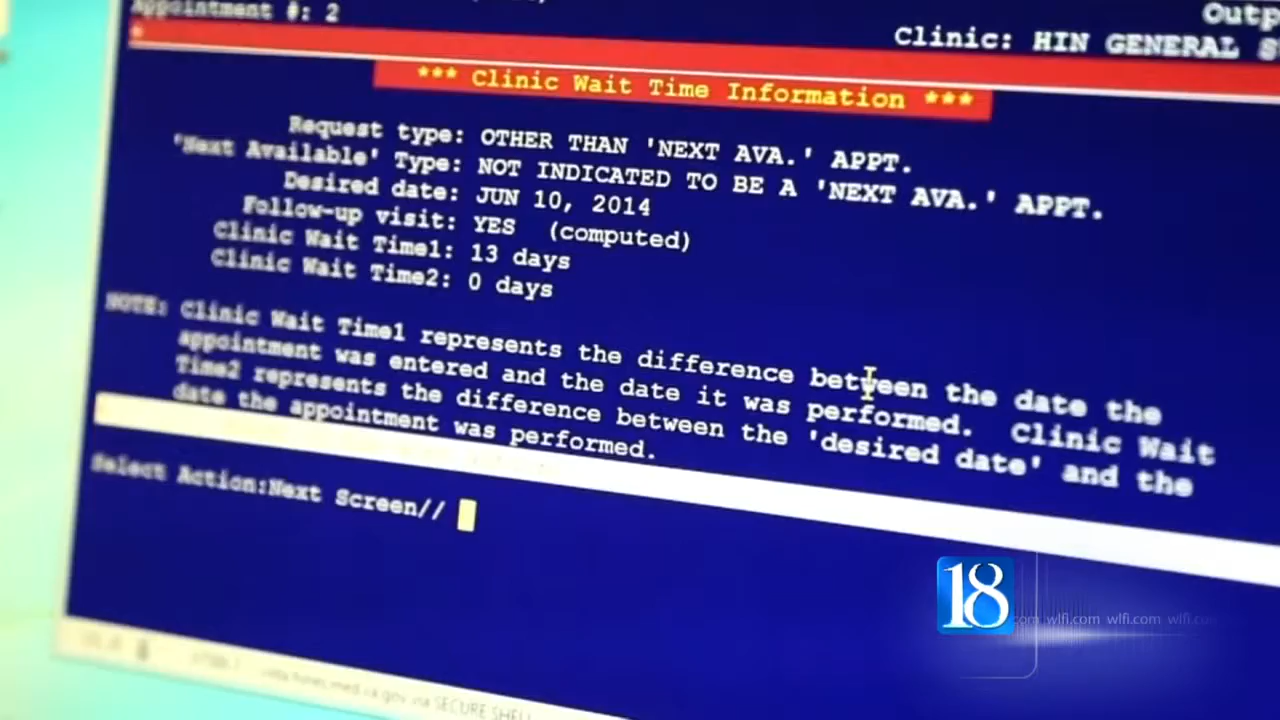 Appointment #: 2
Outp
Clinic: HIN GENERAL S
*** Clinic Wait Time Information ***
Request type: OTHER THAN 'NEXT AVA.' APPT.
'Next Available' Type: NOT INDICATED TO BE A 'NEXT AVA.' APPT.
Desired date: JUN 10, 2014
Follow-up visit: YES (computed)
Clinic Wait Time1: 13 days
Clinic Wait Time2: 0 days
NOTE: Clinic Wait Time1 represents the difference between the date the
appointment was entered and the date it was performed. Clinic Wait
Time2 represents the difference between the 'desired date' and the
date the appointment was performed.
Select Action:Next Screen//
via SECURE SHELL
18
.com wlfi.com wlfi.com wlfi.co